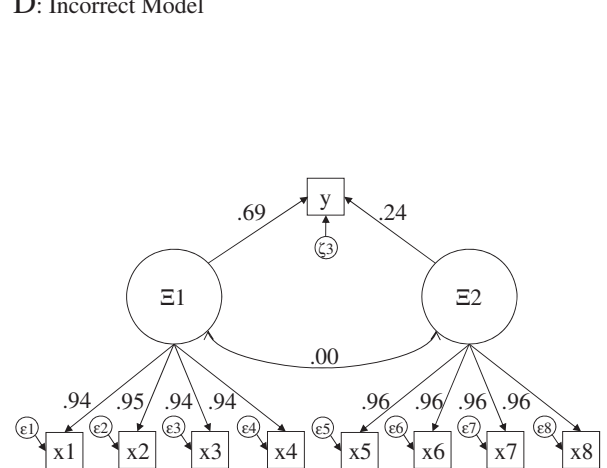 D: Incorrect Model
y
.69 .24
ζ3
Ξ1 Ξ2
.00
.94 .95 .94 .94 .96 .96 .96 .96
ε1 ε2 ε3 ε4 ε5 ε6 ε7 ε8
x1 x2 x3 x4 x5 x6 x7 x8